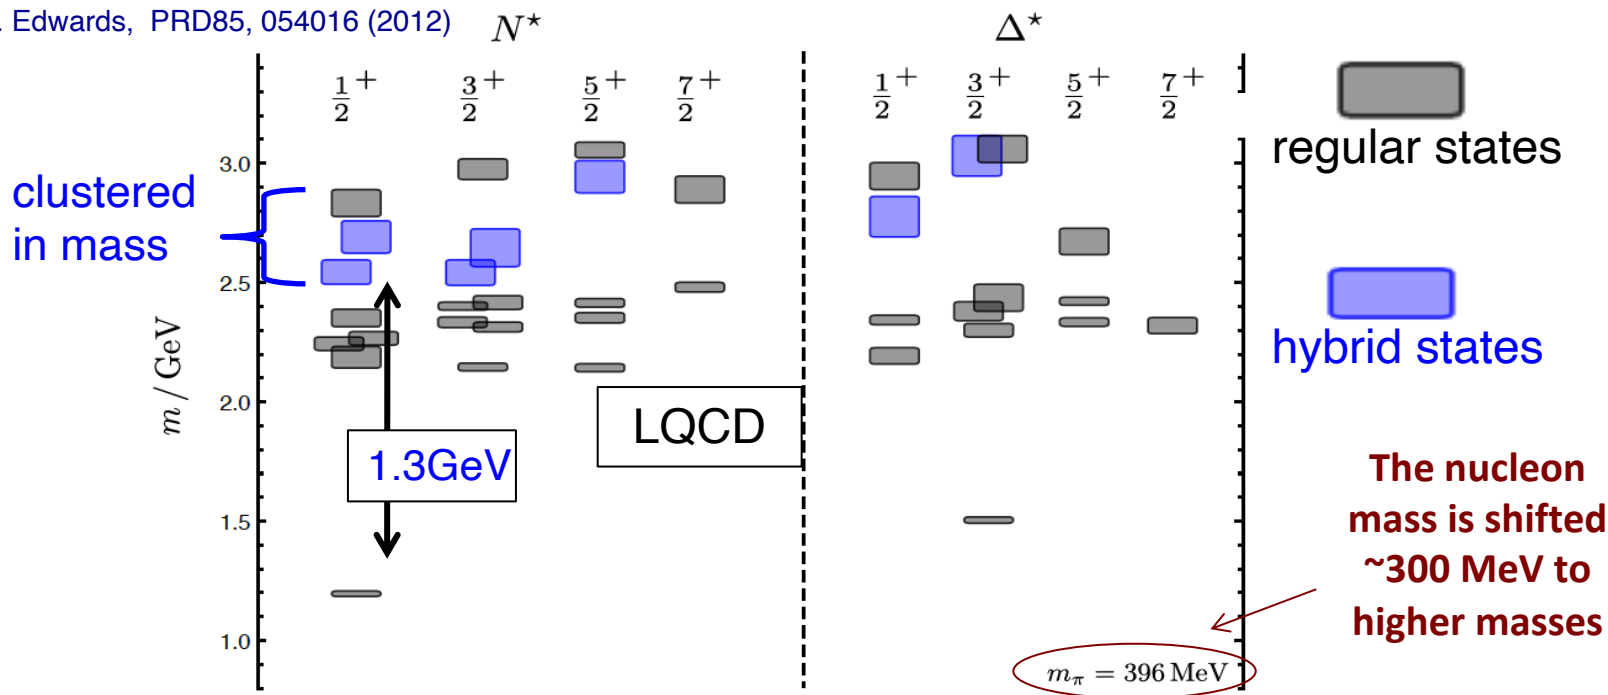 . Edwards, PRD85, 054016 (2012)
N⋆
Δ⋆
1/2+ 3/2+ 5/2+ 7/2+
1/2+ 3/2+ 5/2+ 7/2+
regular states
hybrid states
clustered
in mass
m / GeV
3.0
2.5
2.0
1.5
1.0
1.3GeV
LQCD
The nucleon
mass is shifted
~300 MeV to
higher masses
mπ = 396 MeV